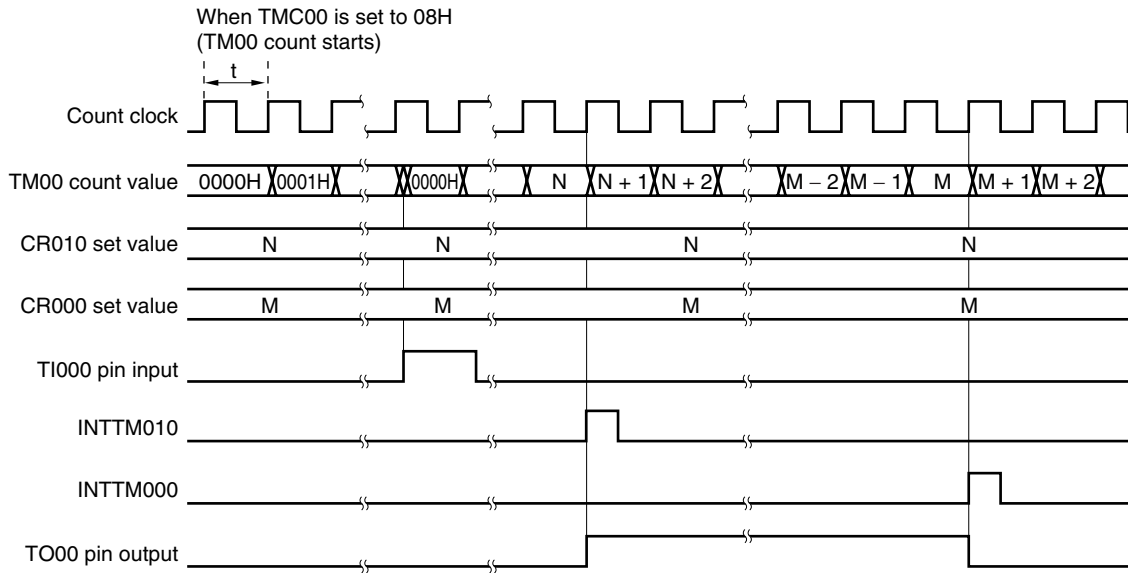 When TMC00 is set to 08H
(TM00 count starts)
t
Count clock
TM00 count value 0000H 0001H 0000H N N + 1 N + 2 M − 2 M − 1 M M + 1 M + 2
CR010 set value N N N N
CR000 set value M M M M
TI000 pin input
INTTM010
INTTM000
TO00 pin output